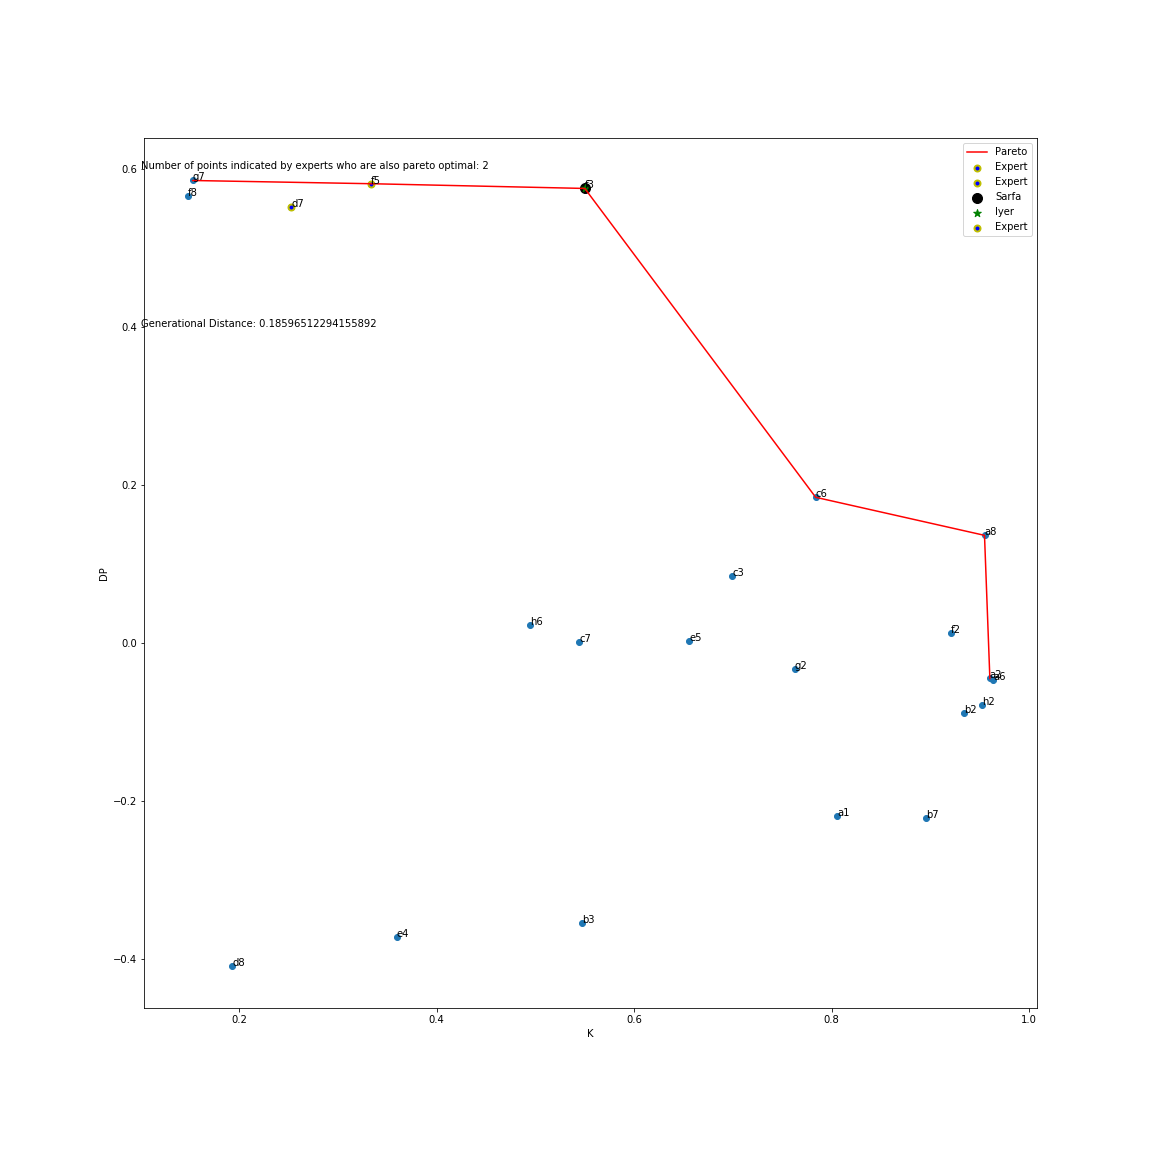 Number of points indicated by experts who are also pareto optimal: 2
Pareto
Expert
Expert
Sarfa
Iyer
Expert
g7
f8
d7
f5
f3
Generational Distance: 0.18596512294155892
c6
a8
c3
h6
c7
e5
f2
g2
a2
a6
h2
b2
a1
b7
b3
e4
d8
0.6
0.4
0.2
0.0
−0.2
−0.4
DP
0.2
0.4
0.6
0.8
1.0
K